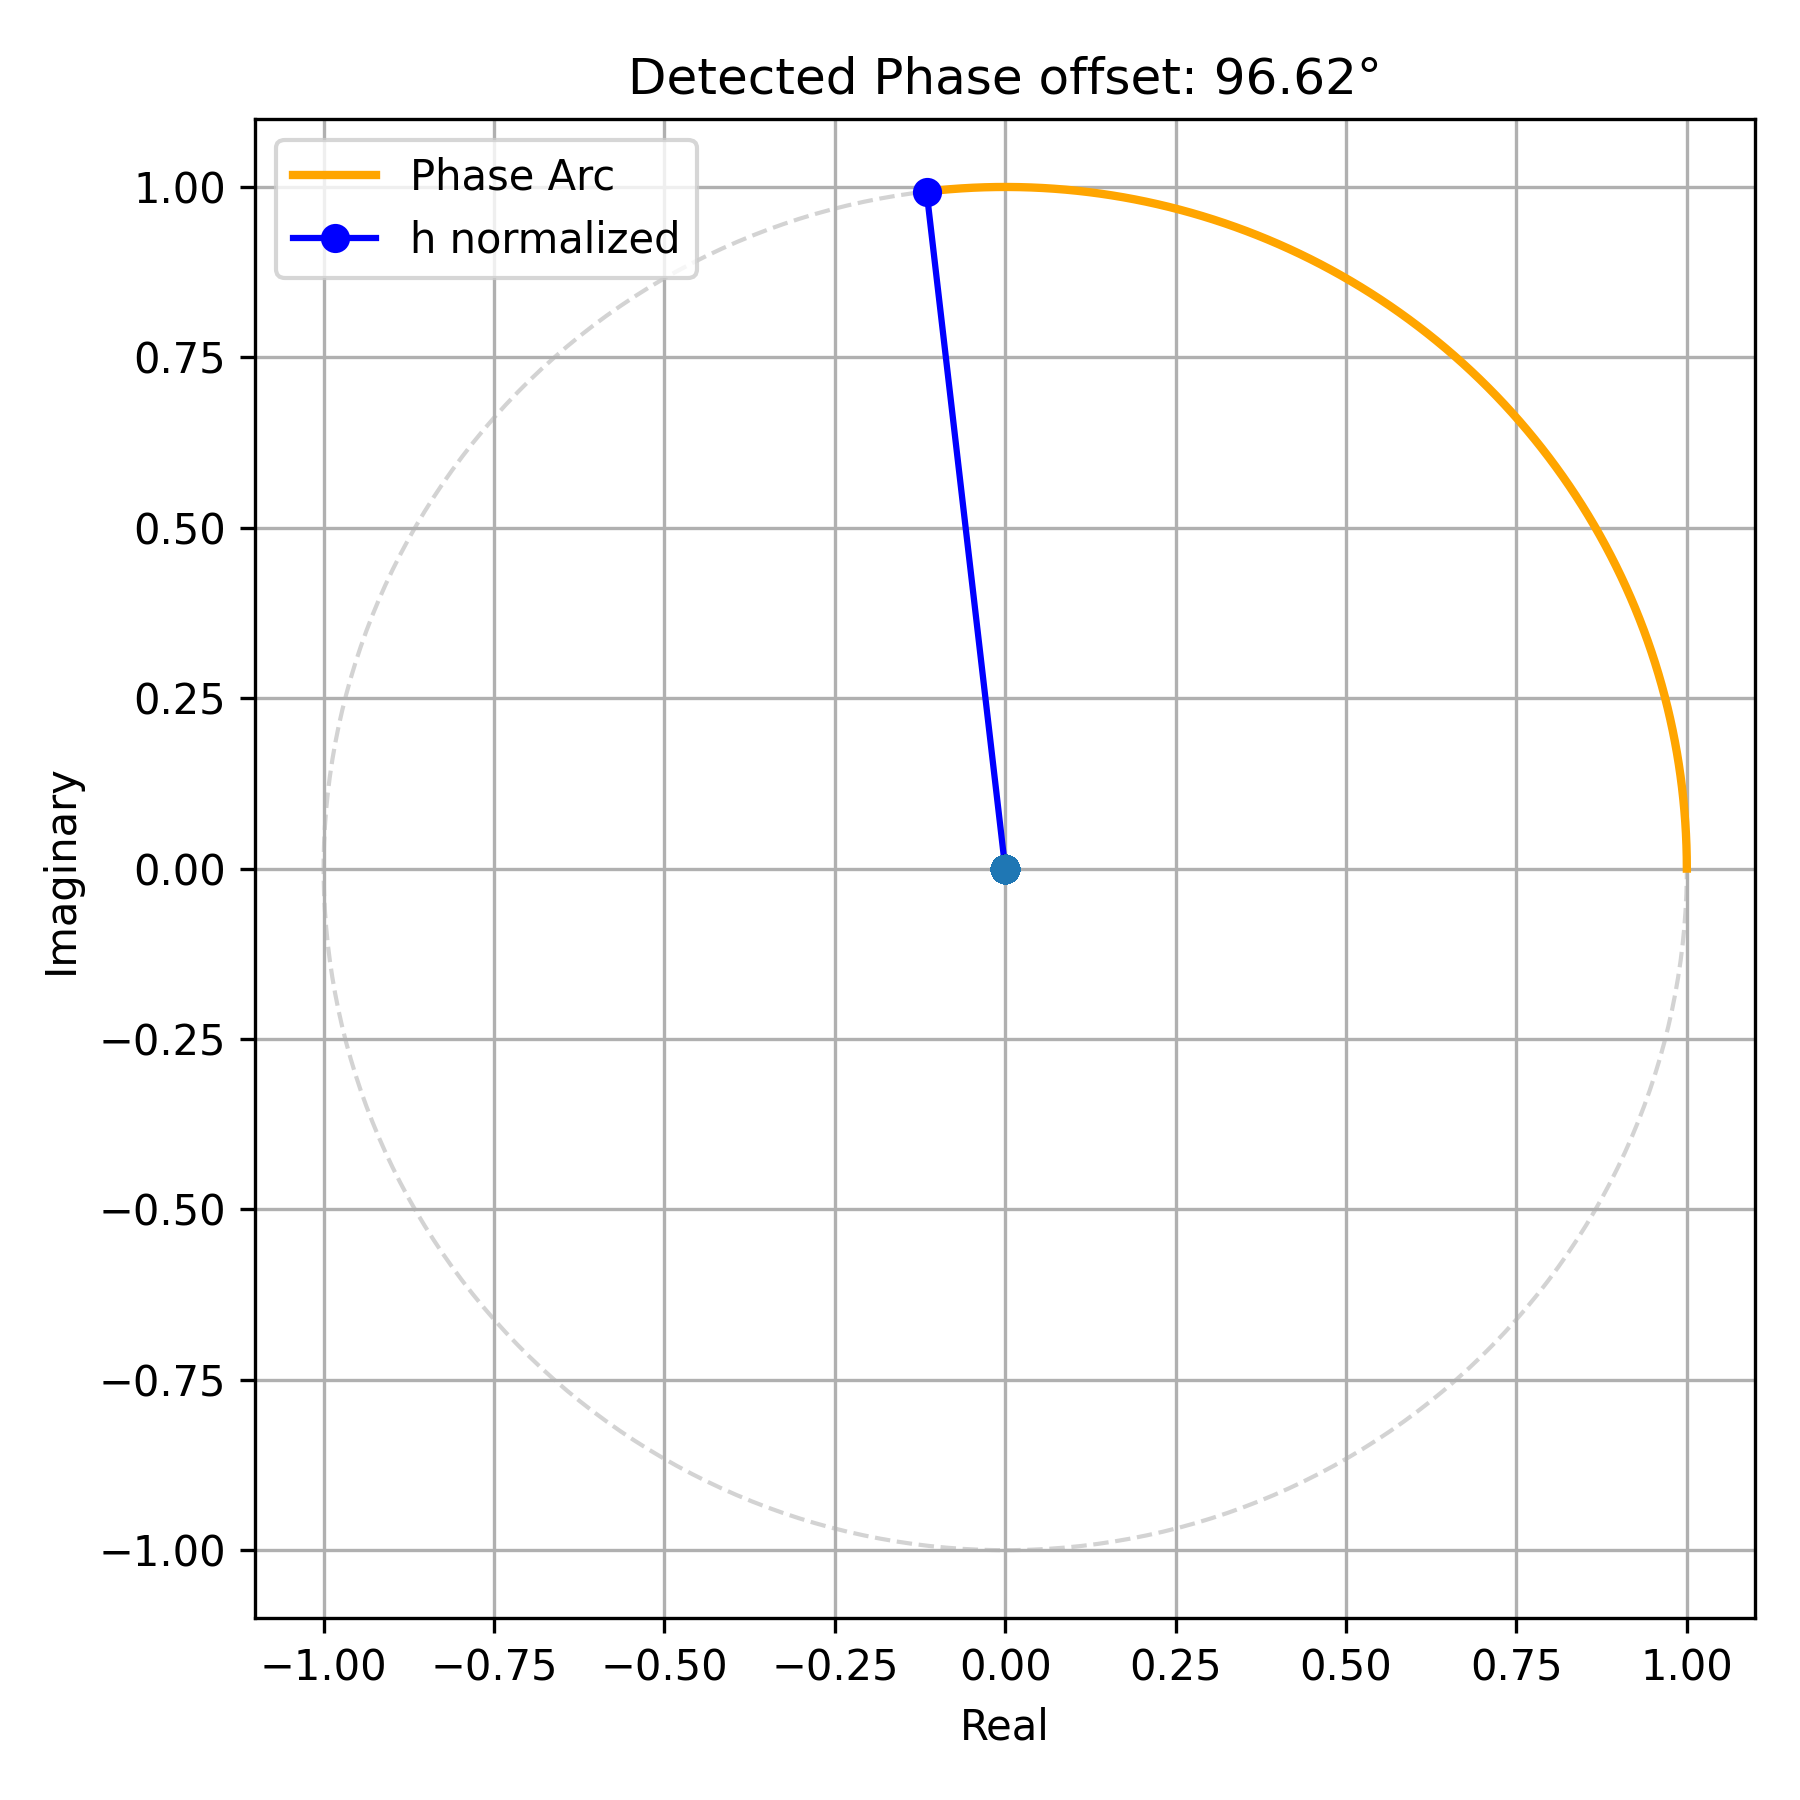 Detected Phase offset: 96.62°
Phase Arc
h normalized
1.00
0.75
0.50
0.25
0.00
−0.25
−0.50
−0.75
−1.00
Imaginary
−1.00 −0.75 −0.50 −0.25 0.00 0.25 0.50 0.75 1.00
Real